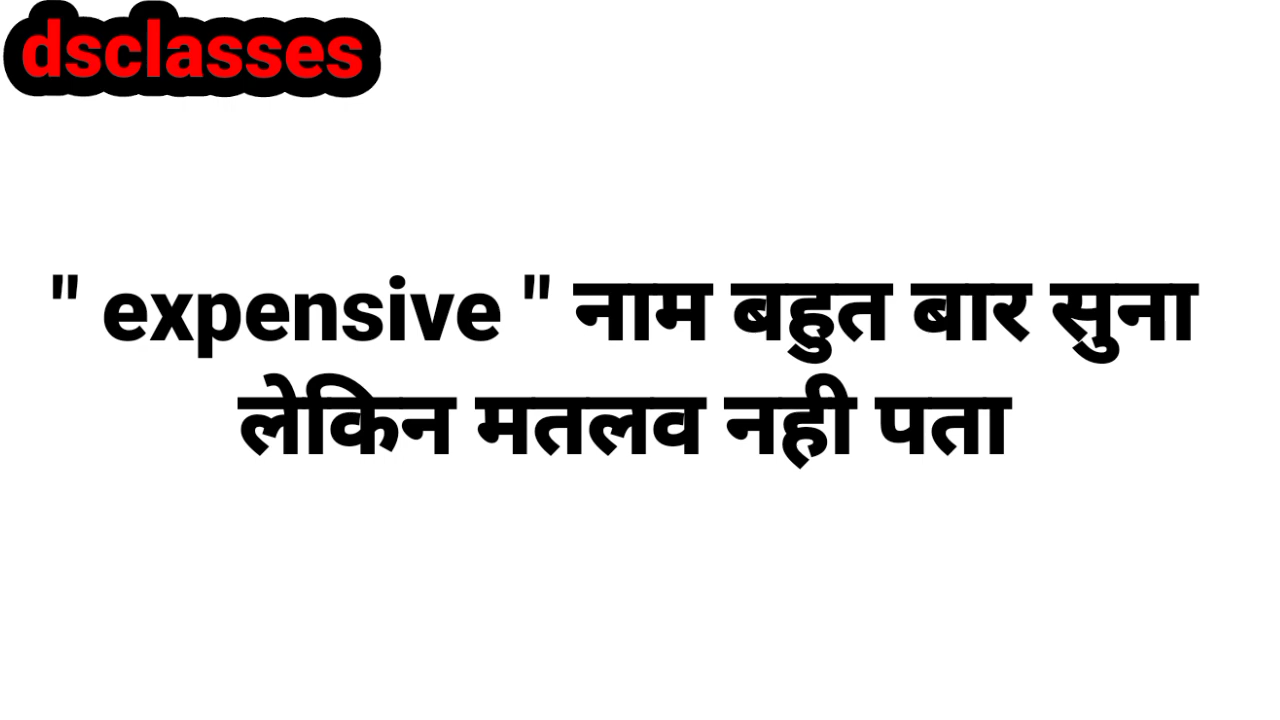 dsclasses
" expensive " नाम बहुत बार सुना
लेकिन मतलव नही पता